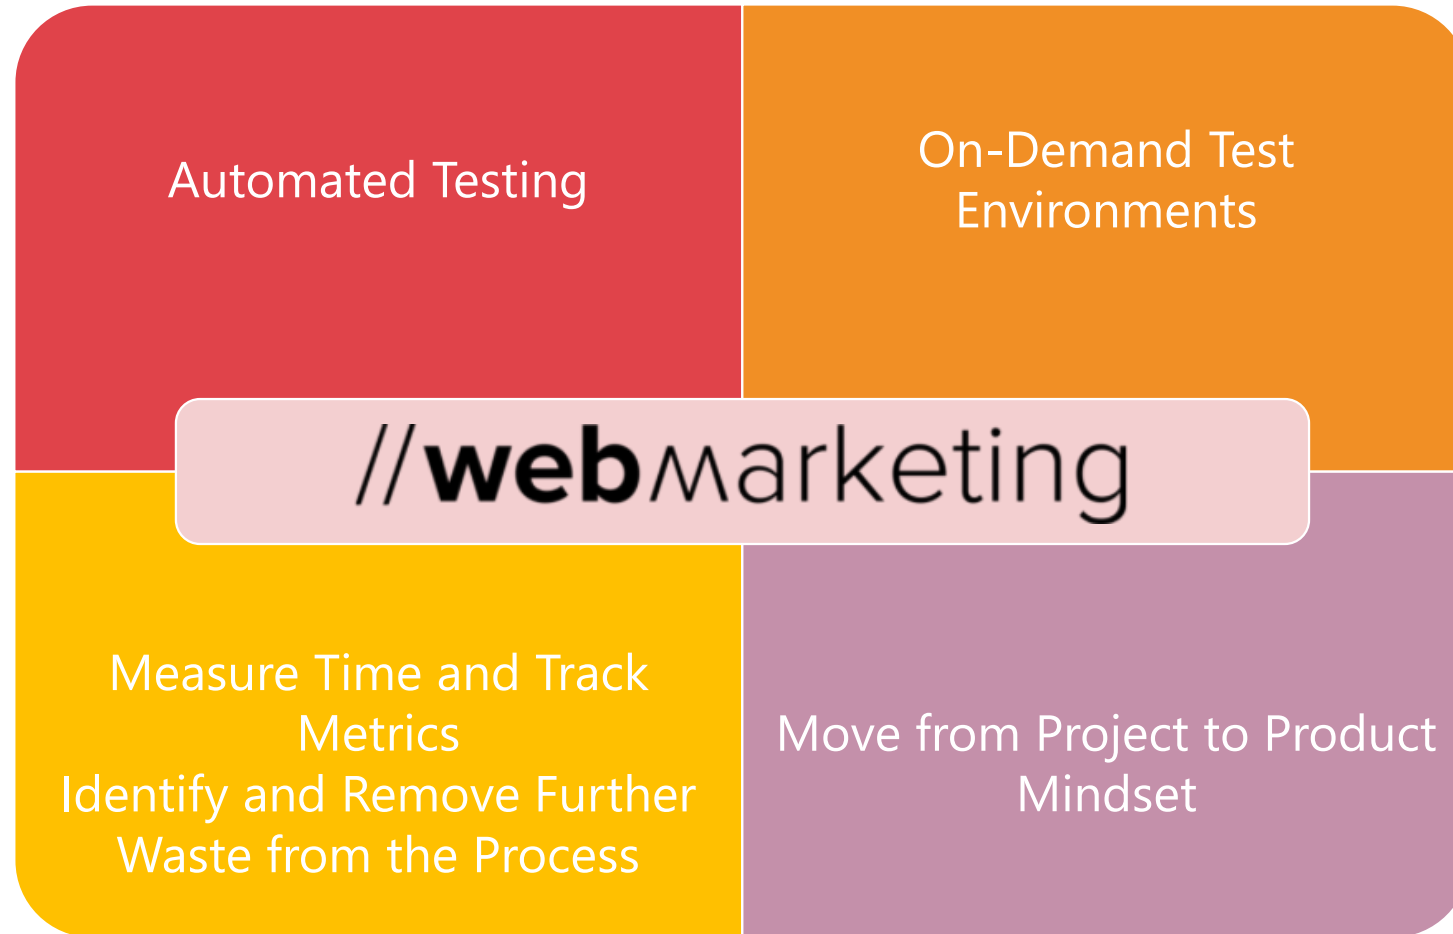 Automated Testing
On-Demand Test
Environments
//webmarketing
Measure Time and Track
Metrics
Identify and Remove Further
Waste from the Process
Move from Project to Product
Mindset